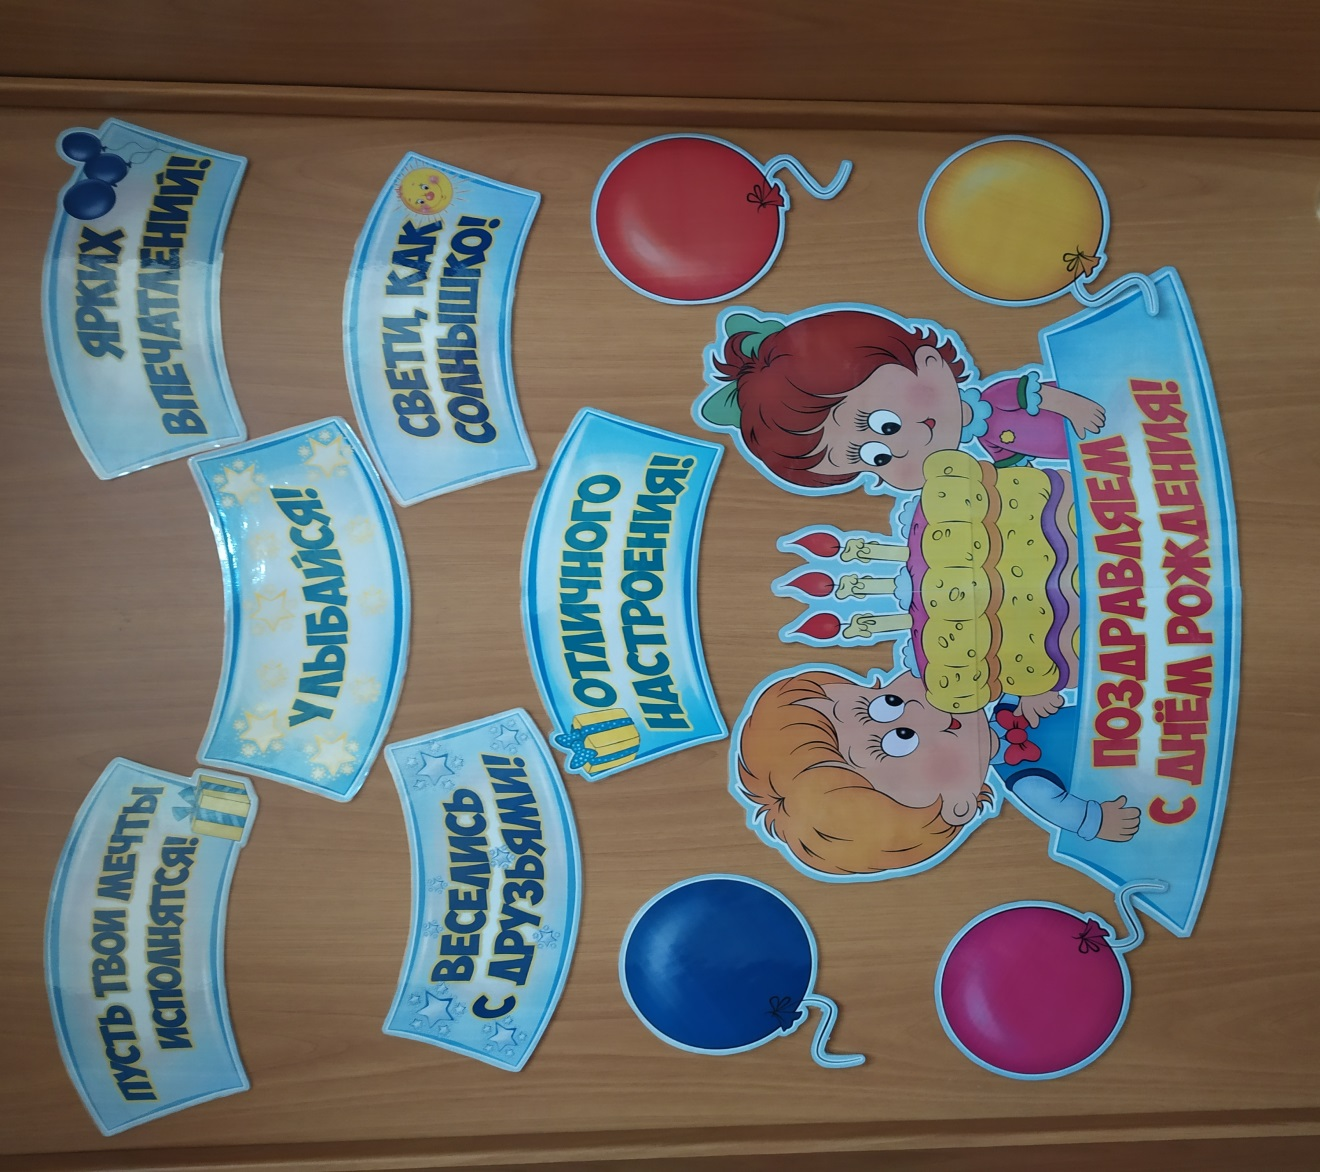 ПУСТЬ ТВОИ МЕЧТЫ
ИСПОЛНЯТСЯ!
УЛЫБАЙСЯ!
ЯРКИХ
ВПЕЧАТЛЕНИЙ!
ВЕСЕЛИСЬ
С ДРУЗЬЯМИ!
СВЕТИ, КАК
СОЛНЫШКО!
ОТЛИЧНОГО
НАСТРОЕНИЯ!
ПОЗДРАВЛЯЕМ
С ДНЁМ РОЖДЕНИЯ!